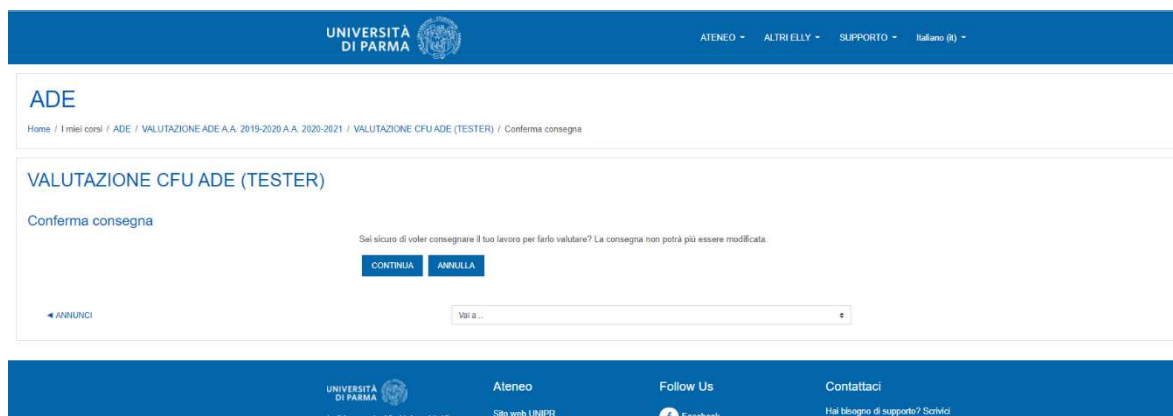 UNIVERSITÀ
DI PARMA
ATENEO
ALTRI ELLY
SUPPORTO
Italiano (it)
ADE
Home / I miei corsi / ADE / VALUTAZIONE ADE A.A. 2019-2020 A.A. 2020-2021 / VALUTAZIONE CFU ADE (TESTER) / Conferma consegna
VALUTAZIONE CFU ADE (TESTER)
Conferma consegna
Sei sicuro di voler consegnare il tuo lavoro per farlo valutare? La consegna non potrà più essere modificata.
CONTINUA
ANNULLA
◄ ANNUNCI
Vai a...
UNIVERSITÀ
DI PARMA
Ateneo
Follow Us
Contattaci
Sito web UNIPR
Facebook
Hai bisogno di supporto? Scrivici